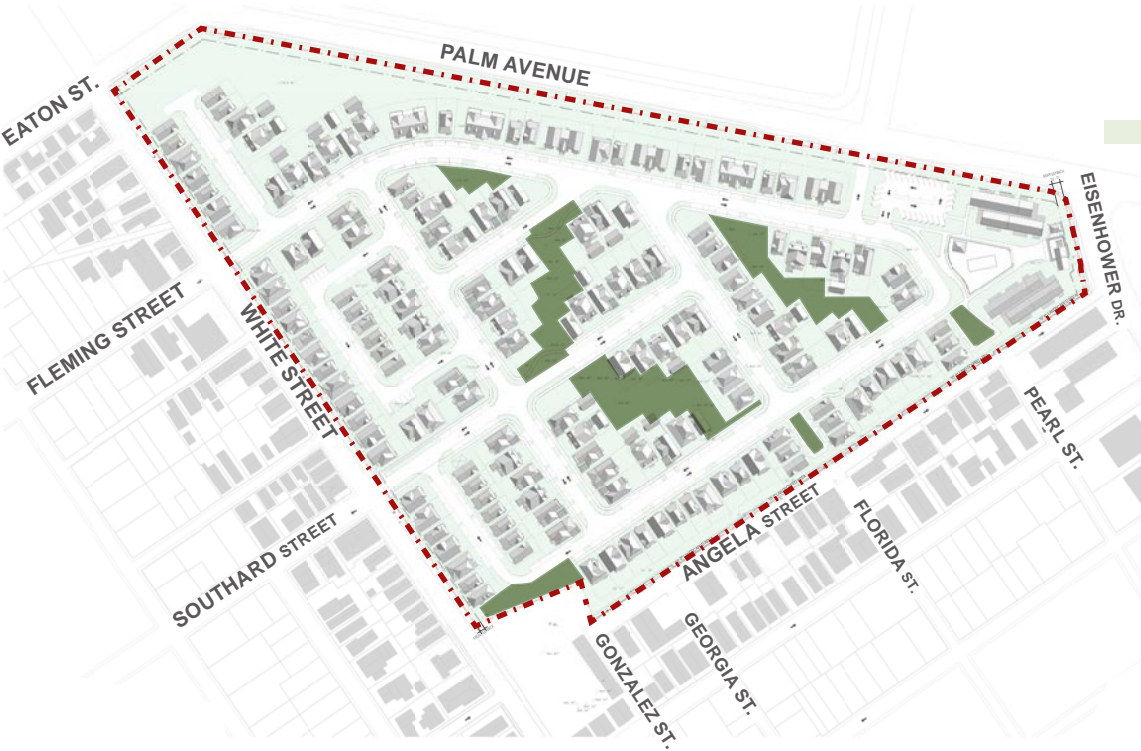 PALM AVENUE
EATON ST.
EISENHOWER DR.
FLEMING STREET
WHITE STREET
PEARL ST.
SOUTHARD STREET
ANGELA STREET
FLORIDA ST.
GEORGIA ST.
GONZALEZ ST.